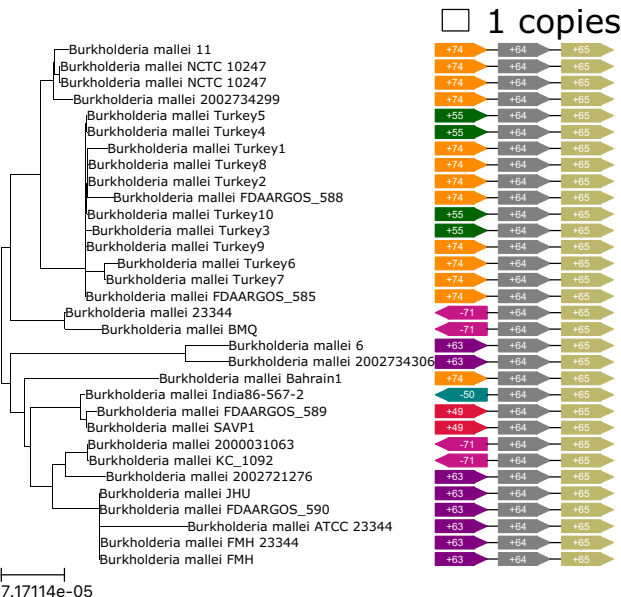 1 copies
Burkholderia mallei 11 +74 +64 +65
Burkholderia mallei NCTC 10247 +74 +64 +65
Burkholderia mallei NCTC 10247 +74 +64 +65
Burkholderia mallei 2002734299 +74 +64 +65
Burkholderia mallei Turkey5 +55 +64 +65
Burkholderia mallei Turkey4 +55 +64 +65
Burkholderia mallei Turkey1 +74 +64 +65
Burkholderia mallei Turkey8 +74 +64 +65
Burkholderia mallei Turkey2 +74 +64 +65
Burkholderia mallei FDAARGOS_588 +74 +64 +65
Burkholderia mallei Turkey10 +55 +64 +65
Burkholderia mallei Turkey3 +55 +64 +65
Burkholderia mallei Turkey9 +74 +64 +65
Burkholderia mallei Turkey6 +74 +64 +65
Burkholderia mallei Turkey7 +74 +64 +65
Burkholderia mallei FDAARGOS_585 +74 +64 +65
Burkholderia mallei 23344 -71 +64 +65
Burkholderia mallei BMQ -71 +64 +65
Burkholderia mallei 6 +63 +64 +65
Burkholderia mallei 2002734306 +63 +64 +65
Burkholderia mallei Bahrain1 +74 +64 +65
Burkholderia mallei India86-567-2 -50 +64 +65
Burkholderia mallei FDAARGOS_589 +49 +64 +65
Burkholderia mallei SAVP1 +49 +64 +65
Burkholderia mallei 2000031063 -71 +64 +65
Burkholderia mallei KC_1092 -71 +64 +65
Burkholderia mallei 2002721276 +63 +64 +65
Burkholderia mallei JHU +63 +64 +65
Burkholderia mallei FDAARGOS_590 +63 +64 +65
Burkholderia mallei ATCC 23344 +63 +64 +65
Burkholderia mallei FMH 23344 +63 +64 +65
Burkholderia mallei FMH +63 +64 +65
7.17114e-05